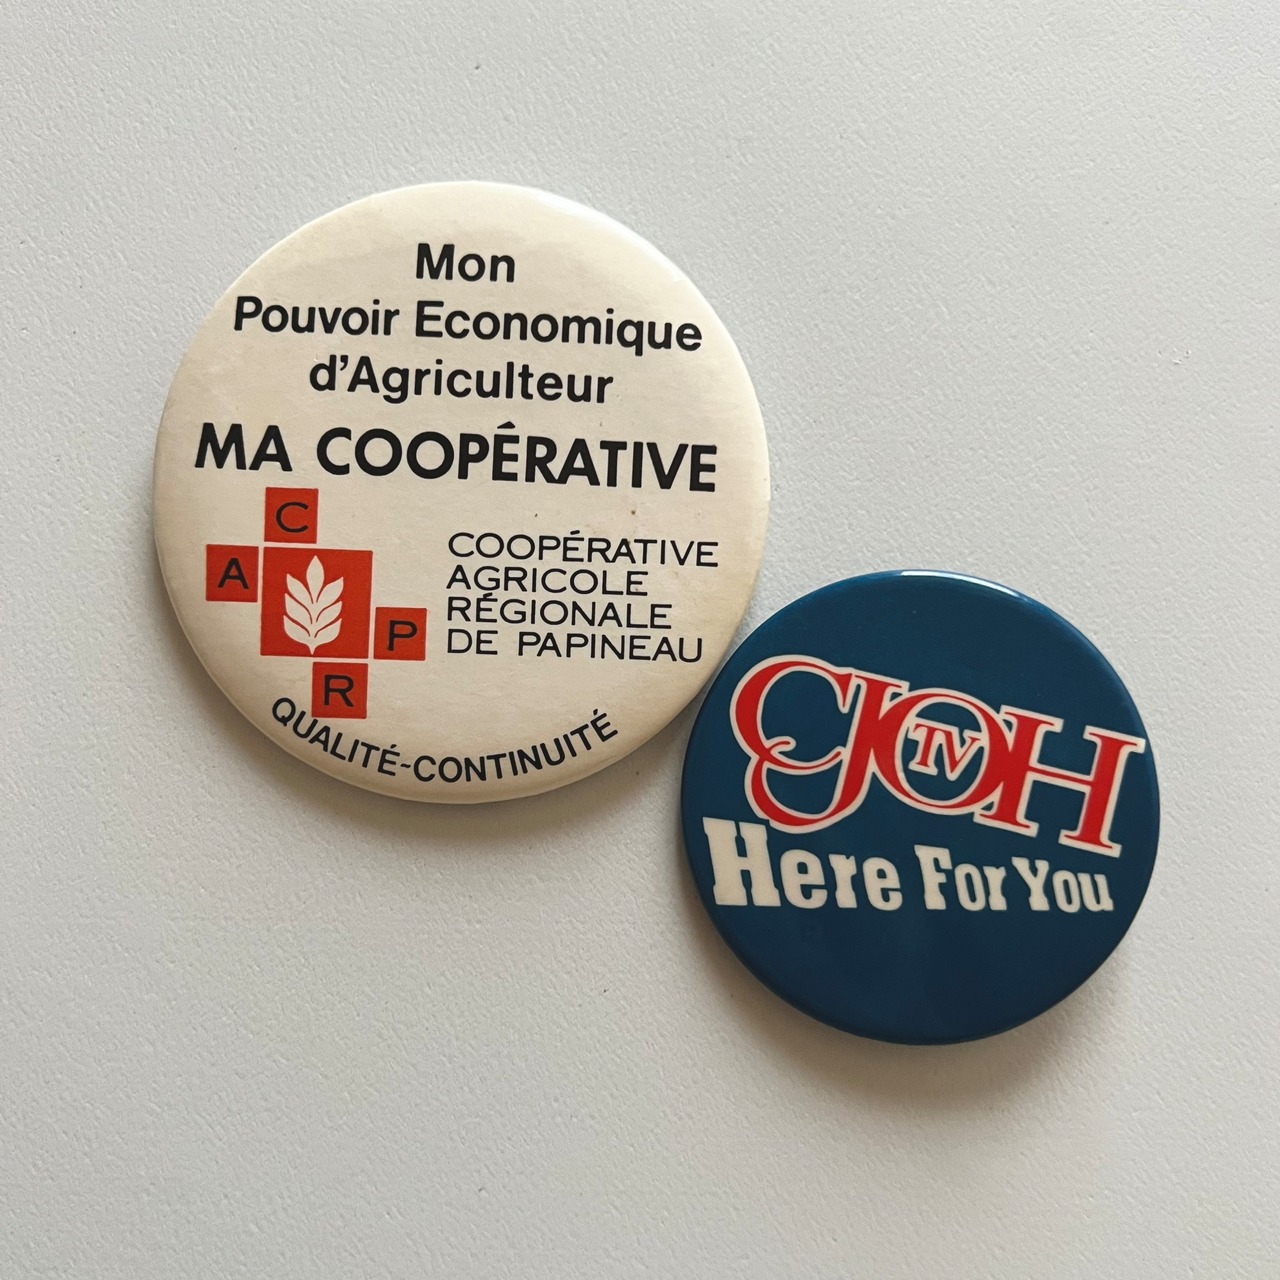 Mon
Pouvoir Economique
d'Agriculteur
MA COOPÉRATIVE
C
A
P
R
COOPÉRATIVE
AGRICOLE
RÉGIONALE
DE PAPINEAU
QUALITÉ-CONTINUITÉ
CJOH
TV
Here For You